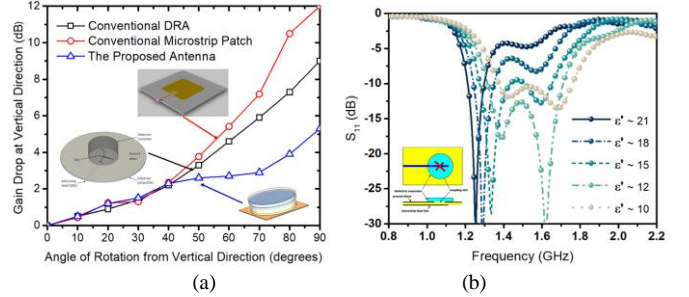 12
10
8
6
4
2
0
Gain Drop at Vertical Direction (dB)
Conventional DRA
Conventional Microstrip Patch
The Proposed Antenna
0 10 20 30 40 50 60 70 80 90
Angle of Rotation from Vertical Direction (degrees)
(a)
0
-5
-10
-15
-20
-25
-30
S11 (dB)
ε' ~ 21
ε' ~ 18
ε' ~ 15
ε' ~ 12
ε' ~ 10
0.8 1.0 1.2 1.4 1.6 1.8 2.0 2.2
Frequency (GHz)
(b)